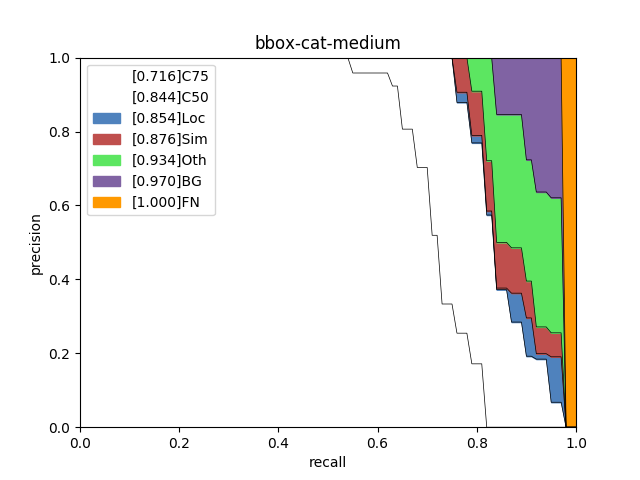 bbox-cat-medium
1.0
0.8
0.6
0.4
0.2
0.0
precision
[0.716]C75
[0.844]C50
[0.854]Loc
[0.876]Sim
[0.934]Oth
[0.970]BG
[1.000]FN
0.0 0.2 0.4 0.6 0.8 1.0
recall